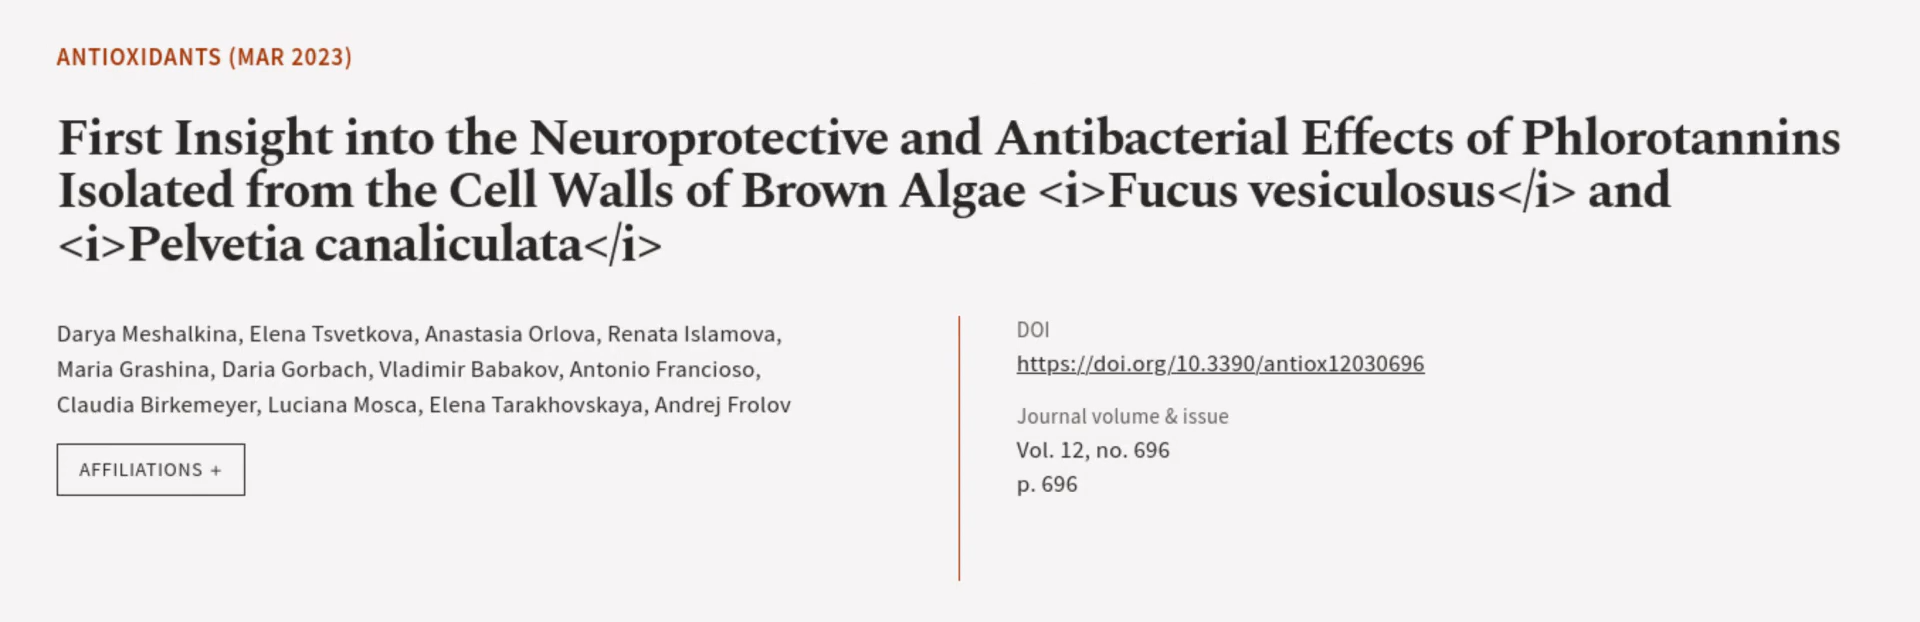 ANTIOXIDANTS (MAR 2023)
First Insight into the Neuroprotective and Antibacterial Effects of Phlorotannins
Isolated from the Cell Walls of Brown Algae <i>Fucus vesiculosus</i> and
<i>Pelvetia canaliculata</i>
Darya Meshalkina, Elena Tsvetkova, Anastasia Orlova, Renata Islamova,
Maria Grashina, Daria Gorbach, Vladimir Babakov, Antonio Francioso,
Claudia Birkemeyer, Luciana Mosca, Elena Tarakhovskaya, Andrej Frolov
AFFILIATIONS +
DOI
https://doi.org/10.3390/antiox12030696
Journal volume & issue
Vol. 12, no. 696
p. 696